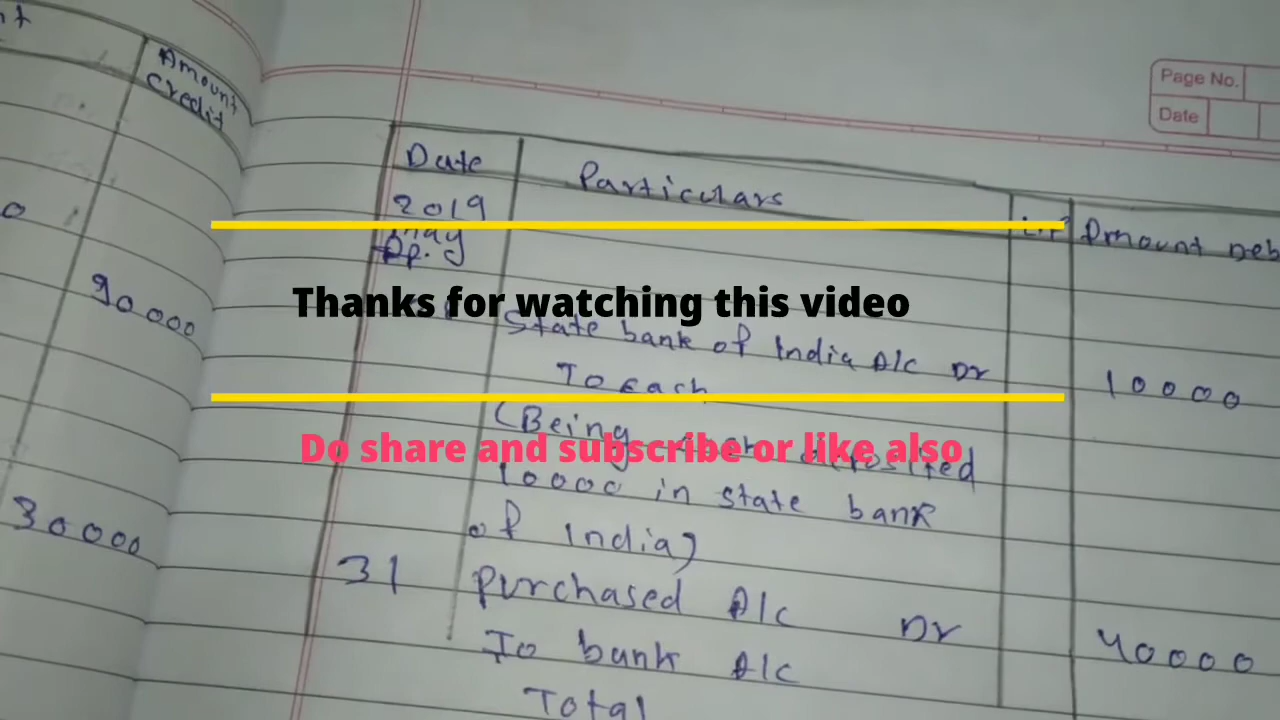 Amount
Credit
90000
30000
Page No.
Date
Date
Particulars
L.F
Amount Deb
2019
may
Ap.
Thanks for watching this video
State bank of India A/c Dr
10000
To cash
(Being deposited
Do share and subscribe or like also
10000 in state bank
of India)
31
Purchased A/c Dr
40000
To bank A/c
Total